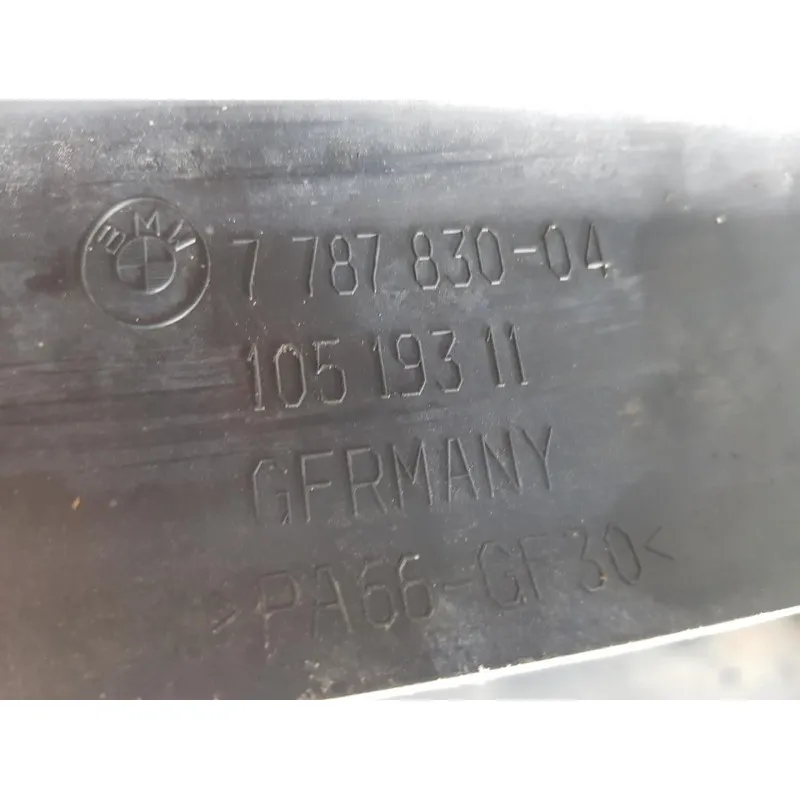 BMW 7 787 830-04
105 193 11
GERMANY
>PA66-GF30<